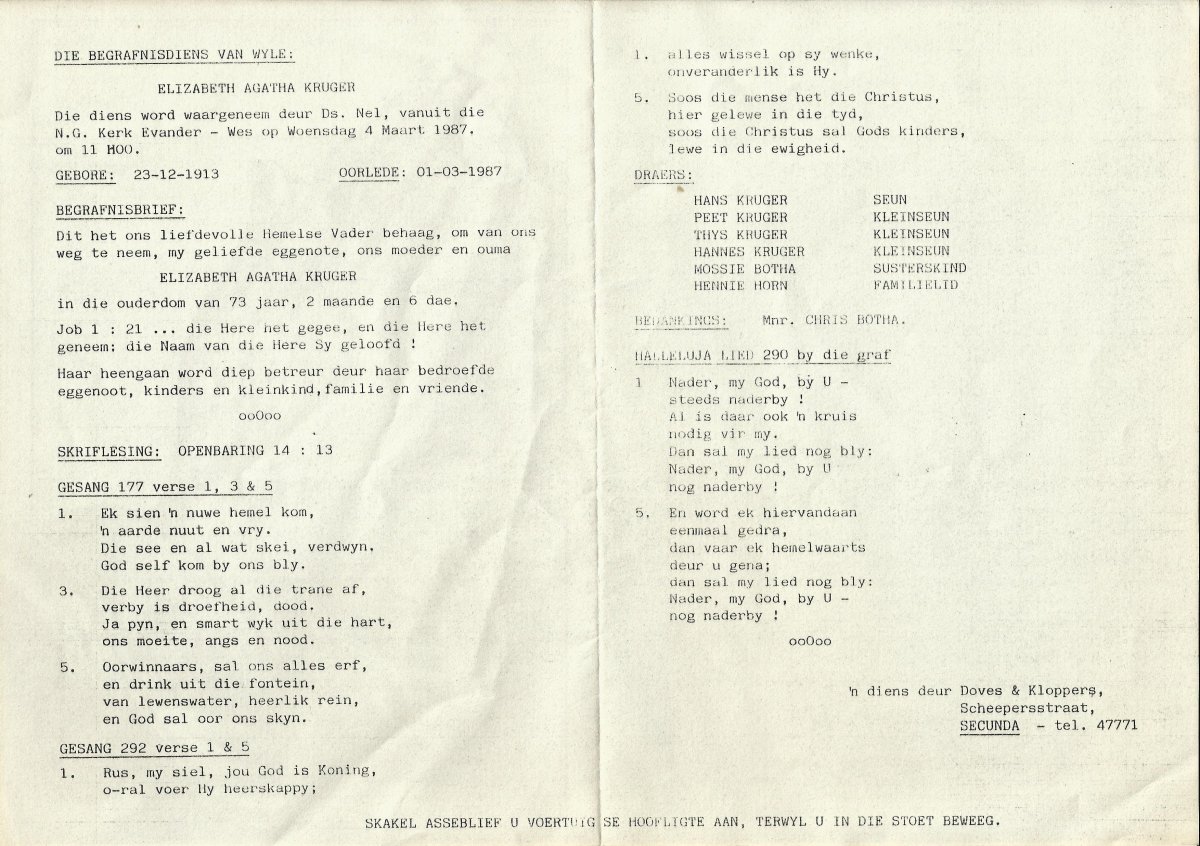 DIE BEGRAFNISDIENS VAN WYLE:
ELIZABETH AGATHA KRUGER
Die diens word waargeneem deur Ds. Nel, vanuit die
N.G. Kerk Evander - Wes op Woensdag 4 Maart 1987.
om 11 HOO.
GEBORE: 23-12-1913 OORLEDE: 01-03-1987
BEGRAFNISBRIEF:
Dit het ons liefdevolle Hemelse Vader behaag, om van ons
weg te neem, my geliefde eggenote, ons moeder en ouma
ELIZABETH AGATHA KRUGER
in die ouderdom van 73 jaar, 2 maande en 6 dae.
Job 1 : 21 ... die Here het gegee, en die Here het
geneem: die Naam van die Here Sy geloofd !
Haar heengaan word diep betreur deur haar bedroefde
eggenoot, kinders en kleinkind,familie en vriende.
ooOoo
SKRIFLESING: OPENBARING 14 : 13
GESANG 177 verse 1, 3 & 5
1. Ek sien 'n nuwe hemel kom,
'n aarde nuut en vry.
Die see en al wat skei, verdwyn.
God self kom by ons bly.
3. Die Heer droog al die trane af,
verby is droefheid, dood.
Ja pyn, en smart wyk uit die hart,
ons moeite, angs en nood.
5. Oorwinnaars, sal ons alles erf,
en drink uit die fontein,
van lewenswater, heerlik rein,
en God sal oor ons skyn.
GESANG 292 verse 1 & 5
1. Rus, my siel, jou God is Koning,
o-ral voer Hy heerskappy;
1. alles wissel op sy wenke,
onveranderlik is Hy.
5. Soos die mense het die Christus,
hier gelewe in die tyd,
soos die Christus sal Gods kinders,
lewe in die ewigheid.
DRAERS:
HANS KRUGER SEUN
PEET KRUGER KLEINSEUN
THYS KRUGER KLEINSEUN
HANNES KRUGER KLEINSEUN
MOSSIE BOTHA SUSTERSKIND
HENNIE HORN FAMILIELID
BEDANKINGS: Mnr. CHRIS BOTHA.
HALLELUJA LIED 290 by die graf
1 Nader, my God, by U -
steeds naderby !
Al is daar ook 'n kruis
nodig vir my.
Dan sal my lied nog bly:
Nader, my God, by U
nog naderby !
5. En word ek hiervandaan
eenmaal gedra,
dan vaar ek hemelwaarts
deur u gena;
dan sal my lied nog bly:
Nader, my God, by U -
nog naderby !
ooOoo
'n diens deur Doves & Kloppers,
Scheepersstraat,
SECUNDA - tel. 47771
SKAKEL ASSEBLIEF U VOERTUIG SE HOOFLIGTE AAN, TERWYL U IN DIE STOET BEWEEG.